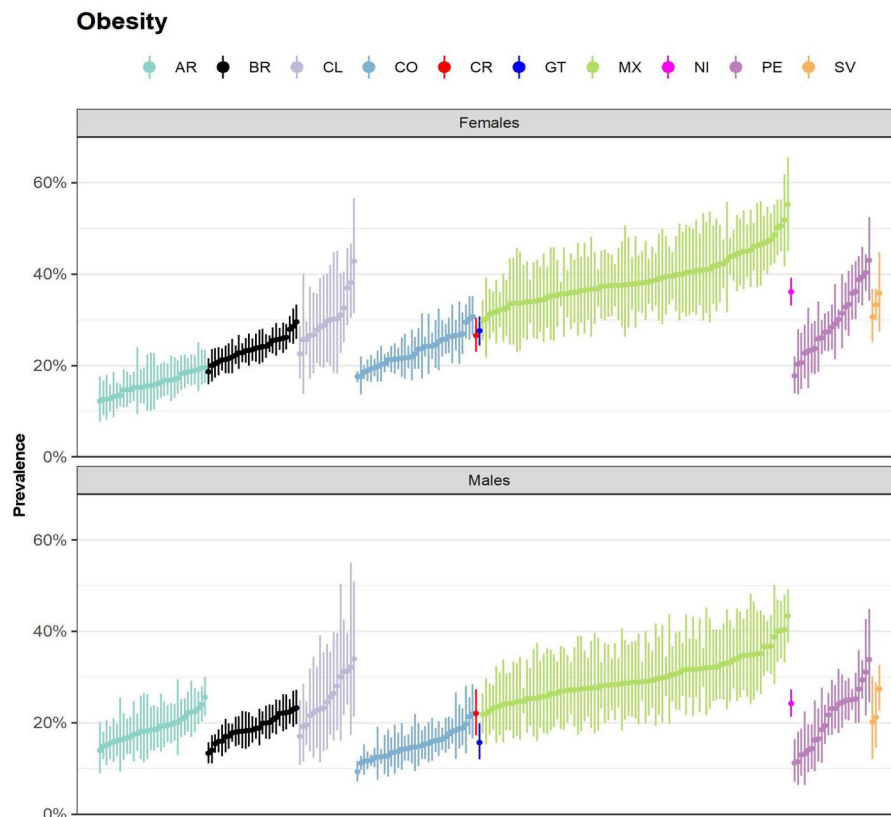 Obesity
AR BR CL CO CR GT MX NI PE SV
Females
60%
40%
20%
0%
Prevalence
Males
60%
40%
20%
0%